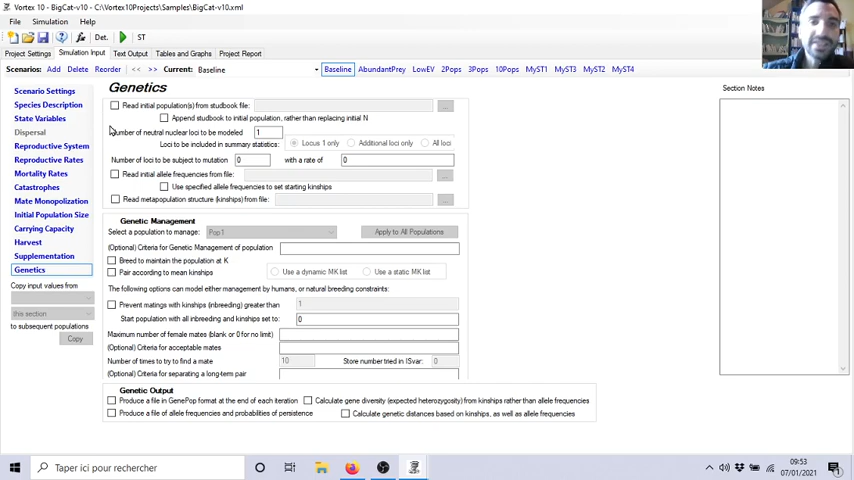 Vortex 10 - BigCat-v10 - C:\Vortex10Projects\Samples\BigCat-v10.xml
File Simulation Help
fx Det. ST
Project Settings Simulation Input Text Output Tables and Graphs Project Report
Scenarios: Add Delete Reorder << >> Current: Baseline Baseline AbundantPrey LowEV 2Pops 3Pops 10Pops MyST1 MyST3 MyST2 MyST4
Scenario Settings
Species Description
State Variables
Dispersal
Reproductive System
Reproductive Rates
Mortality Rates
Catastrophes
Mate Monopolization
Initial Population Size
Carrying Capacity
Harvest
Supplementation
Genetics
Copy input values from
this section
to subsequent populations
Copy
Genetics
Read initial population(s) from studbook file: ...
Append studbook to initial population, rather than replacing initial N
Number of neutral nuclear loci to be modeled 1
Loci to be included in summary statistics: Locus 1 only Additional loci only All loci
Number of loci to be subject to mutation 0 with a rate of 0
Read initial allele frequencies from file: ...
Use specified allele frequencies to set starting kinships
Read metapopulation structure (kinships) from file: ...
Genetic Management
Select a population to manage: Pop1 Apply to All Populations
(Optional) Criteria for Genetic Management of population
Breed to maintain the population at K
Pair according to mean kinships Use a dynamic MK list Use a static MK list
The following options can model either management by humans, or natural breeding constraints:
Prevent matings with kinships (inbreeding) greater than 1
Start population with all inbreeding and kinships set to: 0
Maximum number of female mates (blank or 0 for no limit)
(Optional) Criteria for acceptable mates
Number of times to try to find a mate 10 Store number tried in ISvar: 0
(Optional) Criteria for separating a long-term pair
Genetic Output
Produce a file in GenePop format at the end of each iteration Calculate gene diversity (expected heterozygosity) from kinships rather than allele frequencies
Produce a file of allele frequencies and probabilities of persistence Calculate genetic distances based on kinships, as well as allele frequencies
Section Notes
Taper ici pour rechercher
09:53
07/01/2021